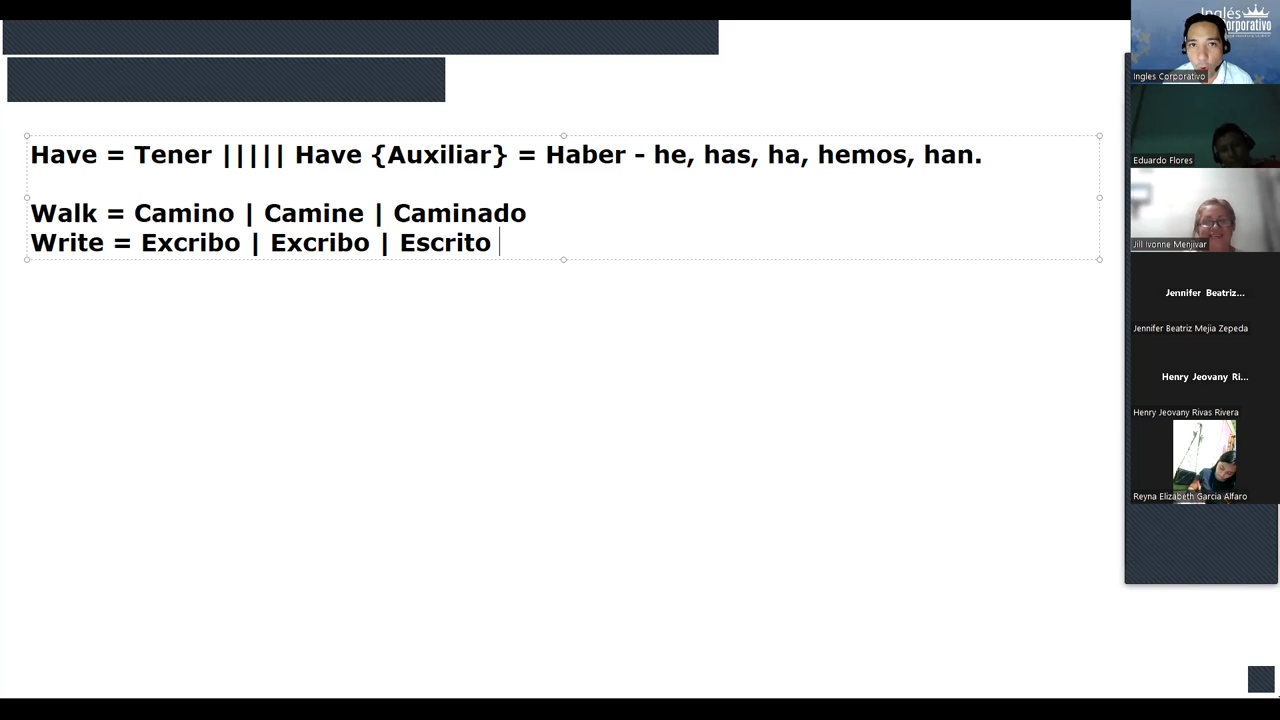 Have = Tener ||||| Have {Auxiliar} = Haber - he, has, ha, hemos, han.
Walk = Camino | Camine | Caminado
Write = Excribo | Excribo | Escrito
Inglés
Corporativo
Ingles Corporativo
Eduardo Flores
Jill Ivonne Menjivar
Jennifer Beatriz...
Jennifer Beatriz Mejia Zepeda
Henry Jeovany Ri...
Henry Jeovany Rivas Rivera
Reyna Elizabeth Garcia Alfaro